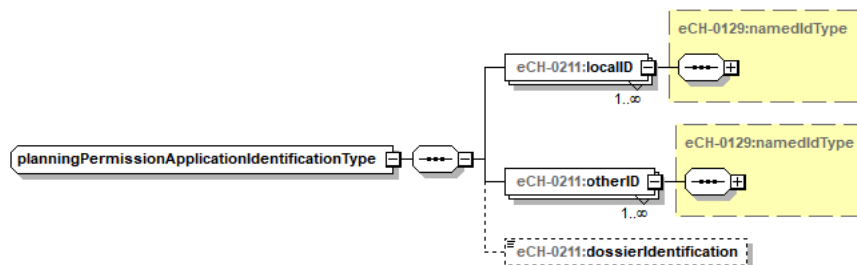 eCH-0129:namedIdType
eCH-0211:localID
1..∞
planningPermissionApplicationIdentificationType
eCH-0129:namedIdType
eCH-0211:otherID
1..∞
eCH-0211:dossierIdentification